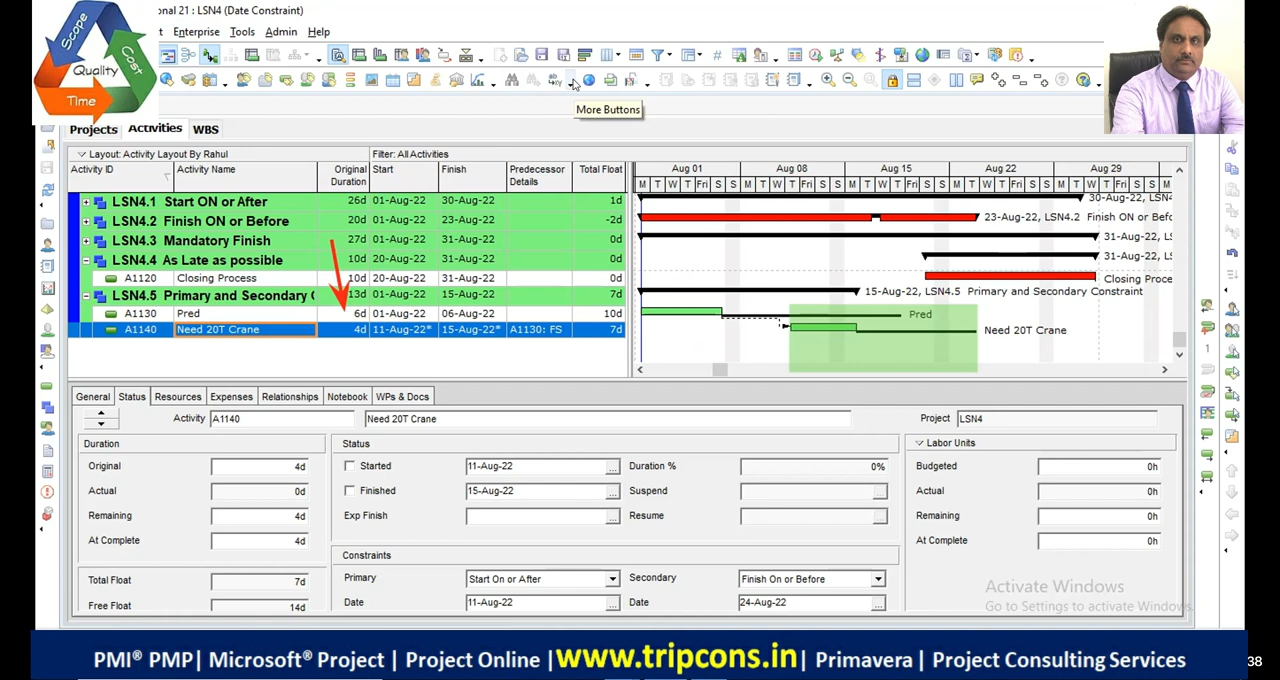 onal 21 : LSN4 (Date Constraint)
t Enterprise Tools Admin Help
Scope
Cost
Quality
Time
More Buttons
Projects Activities WBS
Layout: Activity Layout By Rahul Filter: All Activities
Activity ID Activity Name Original Duration Start Finish Predecessor Details Total Float
Aug 01 Aug 08 Aug 15 Aug 22 Aug 29
M T W T Fri S S M T W T Fri S S M T W T Fri S S M T W T Fri S S M T W T
LSN4.1 Start ON or After 26d 01-Aug-22 30-Aug-22 1d
30-Aug-22, LSN4
LSN4.2 Finish ON or Before 20d 01-Aug-22 23-Aug-22 -2d
23-Aug-22, LSN4.2 Finish ON or Befo
LSN4.3 Mandatory Finish 27d 01-Aug-22 31-Aug-22 0d
31-Aug-22, LS
LSN4.4 As Late as possible 10d 20-Aug-22 31-Aug-22 0d
31-Aug-22, LS
A1120 Closing Process 10d 20-Aug-22 31-Aug-22 0d
Closing Proce
LSN4.5 Primary and Secondary C 13d 01-Aug-22 15-Aug-22 7d
15-Aug-22, LSN4.5 Primary and Secondary Constraint
A1130 Pred 6d 01-Aug-22 06-Aug-22 10d
Pred
A1140 Need 20T Crane 4d 11-Aug-22* 15-Aug-22* A1130: FS 7d
Need 20T Crane
General Status Resources Expenses Relationships Notebook WPs & Docs
Activity A1140 Need 20T Crane Project LSN4
Duration Status Labor Units
Original 4d Started 11-Aug-22 Duration % 0% Budgeted 0h
Actual 0d Finished 15-Aug-22 Suspend Actual 0h
Remaining 4d Exp Finish Resume Remaining 0h
At Complete 4d At Complete 0h
Constraints
Total Float 7d Primary Start On or After Secondary Finish On or Before
Free Float 14d Date 11-Aug-22 Date 24-Aug-22
Activate Windows
Go to Settings to activate Windows.
PMI® PMP| Microsoft® Project | Project Online |www.tripcons.in| Primavera | Project Consulting Services
38